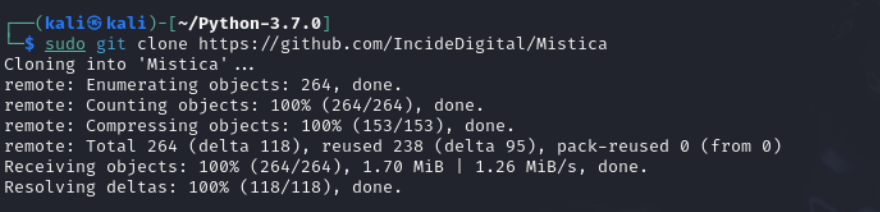 ┌──(kali㉿kali)-[~/Python-3.7.0]
└─$ sudo git clone https://github.com/IncideDigital/Mistica
Cloning into 'Mistica'...
remote: Enumerating objects: 264, done.
remote: Counting objects: 100% (264/264), done.
remote: Compressing objects: 100% (153/153), done.
remote: Total 264 (delta 118), reused 238 (delta 95), pack-reused 0 (from 0)
Receiving objects: 100% (264/264), 1.70 MiB | 1.26 MiB/s, done.
Resolving deltas: 100% (118/118), done.